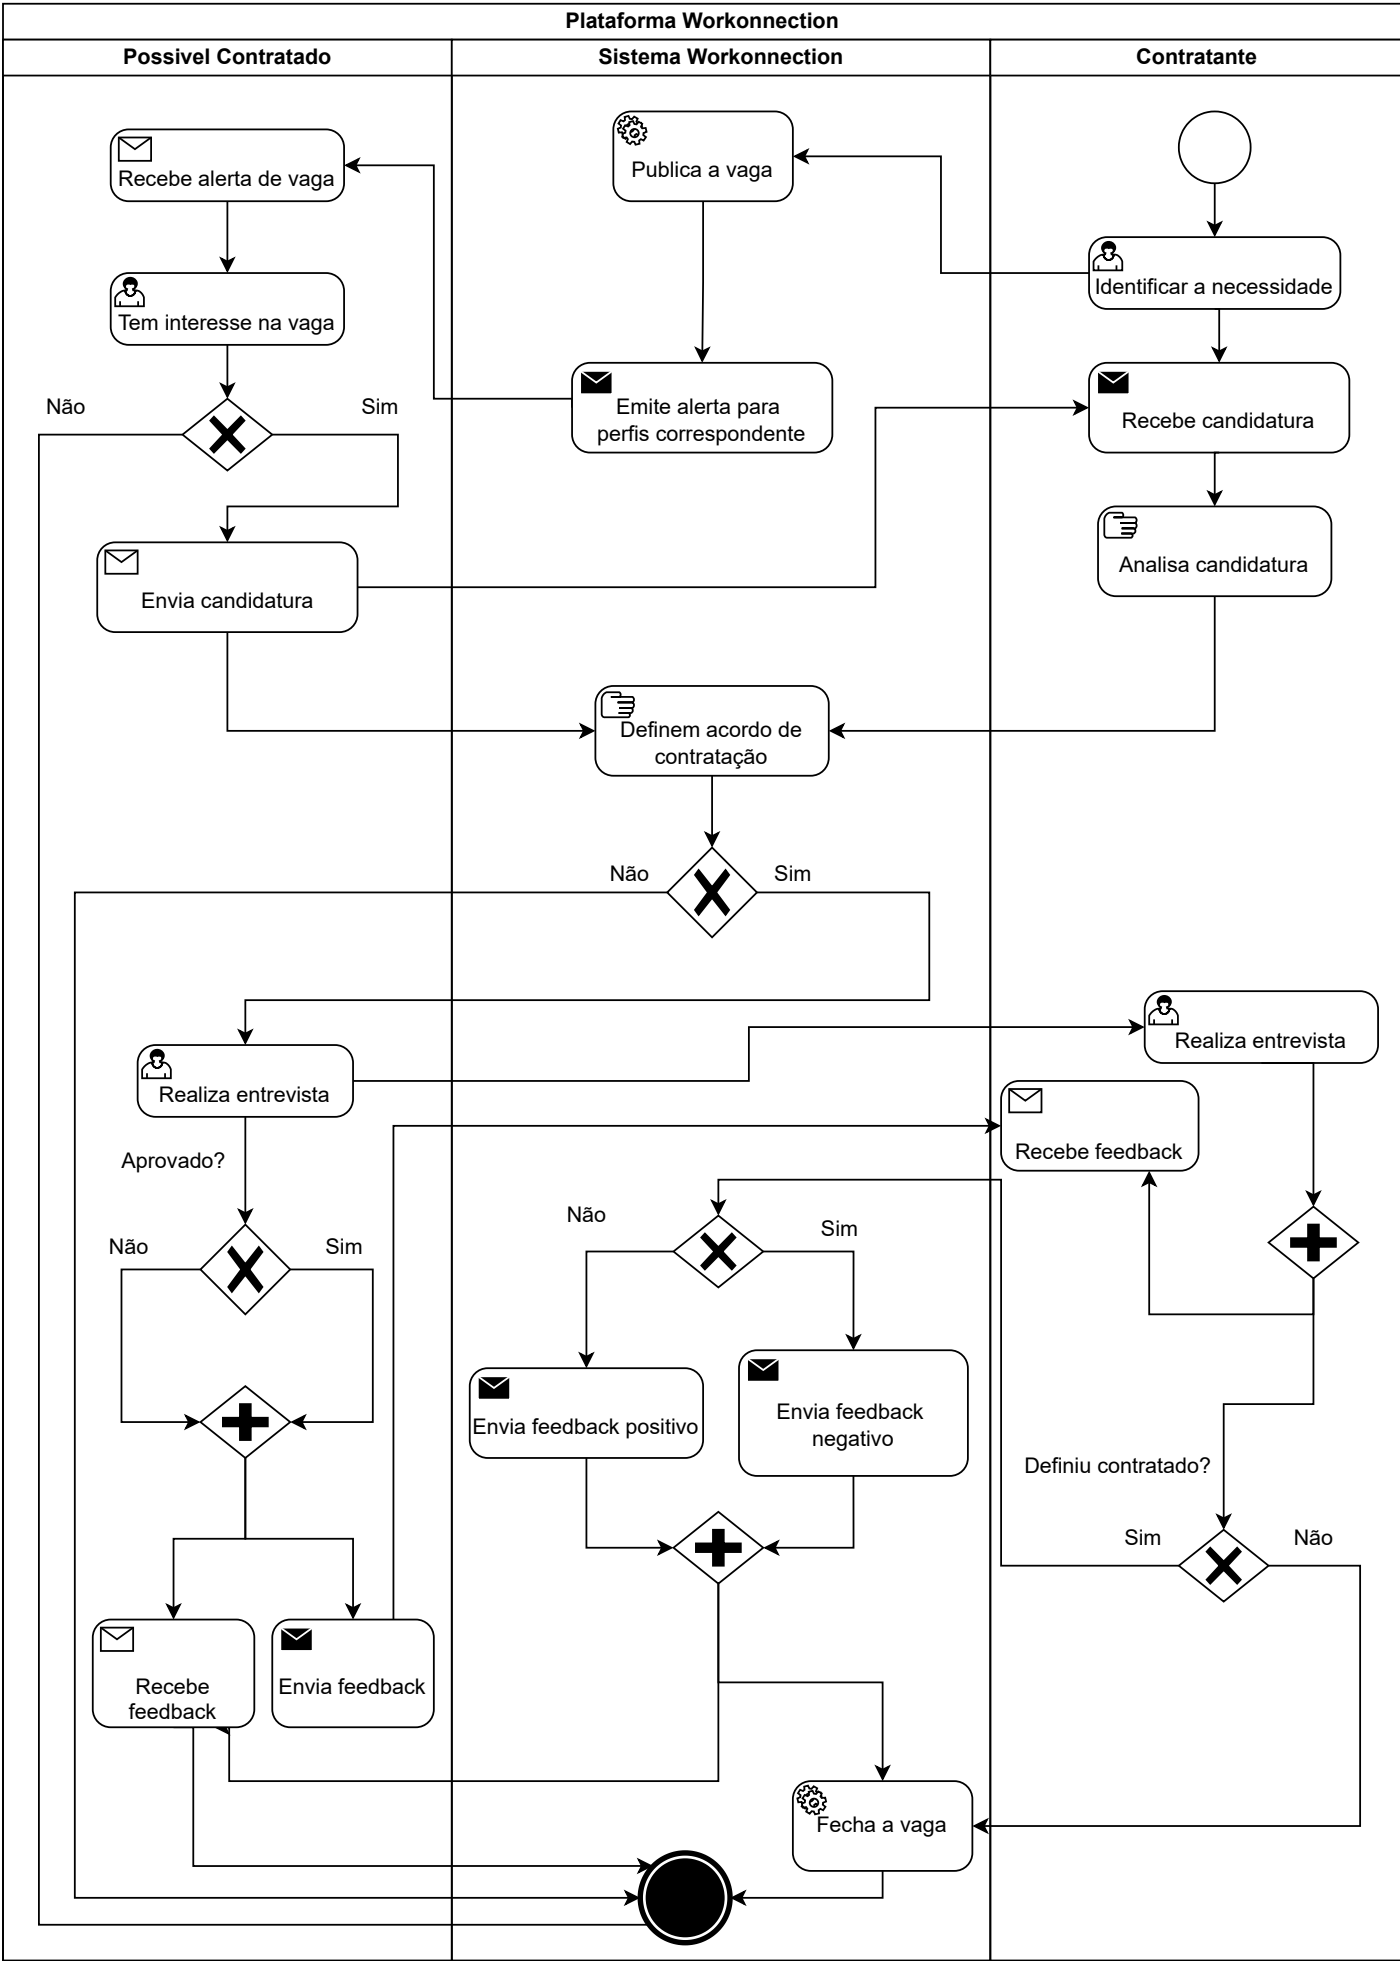 Plataforma Workonnection
Possivel Contratado
Sistema Workonnection
Contratante
Recebe alerta de vaga
Publica a vaga
Identificar a necessidade
Tem interesse na vaga
Não
Sim
Emite alerta para
perfis correspondente
Recebe candidatura
Analisa candidatura
Envia candidatura
Definem acordo de
contratação
Não
Sim
Realiza entrevista
Realiza entrevista
Recebe feedback
Aprovado?
Não
Sim
Não
Sim
Envia feedback positivo
Envia feedback
negativo
Definiu contratado?
Sim
Não
Recebe
feedback
Envia feedback
Fecha a vaga